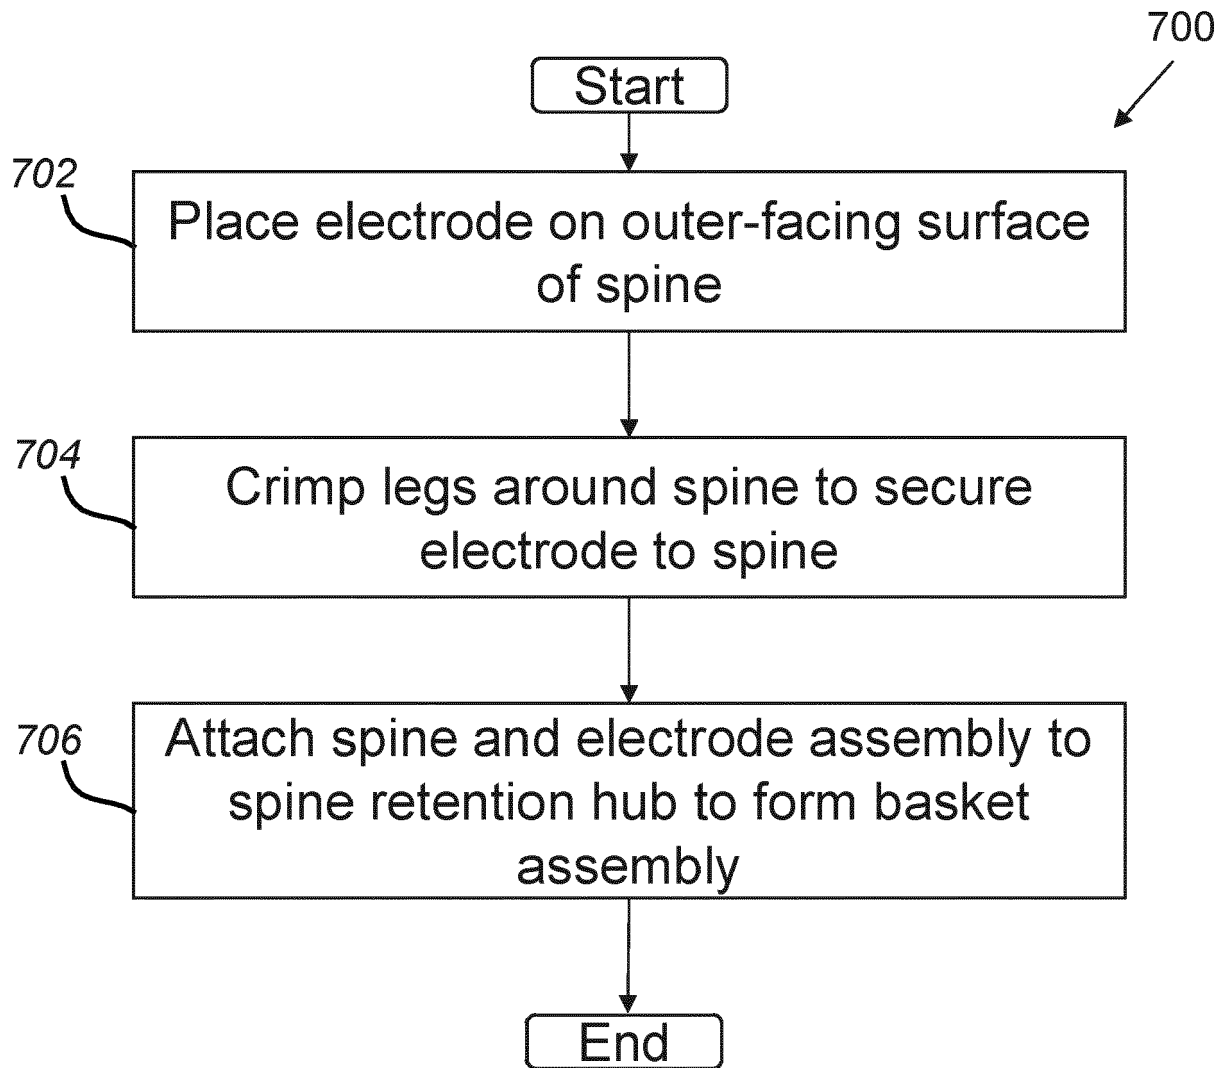 700
Start
702
Place electrode on outer-facing surface
of spine
704
Crimp legs around spine to secure
electrode to spine
706
Attach spine and electrode assembly to
spine retention hub to form basket
assembly
End